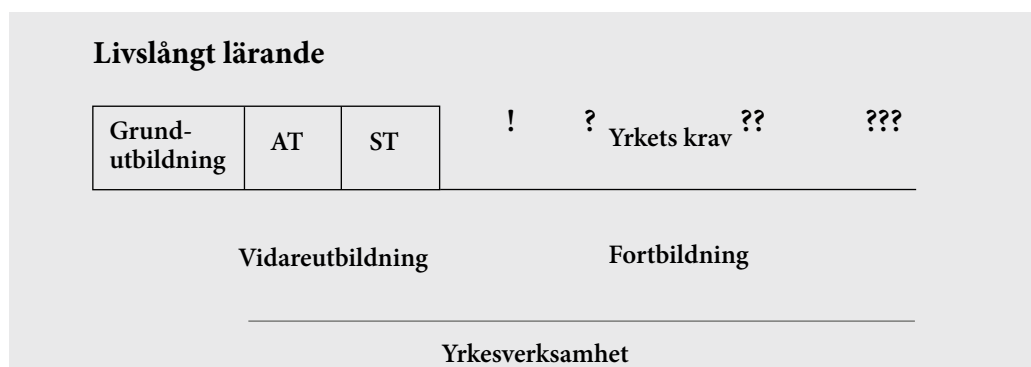 Livslångt lärande
Grund-
utbildning
AT
ST
!
?
Yrkets krav
??
???
Vidareutbildning
Fortbildning
Yrkesverksamhet